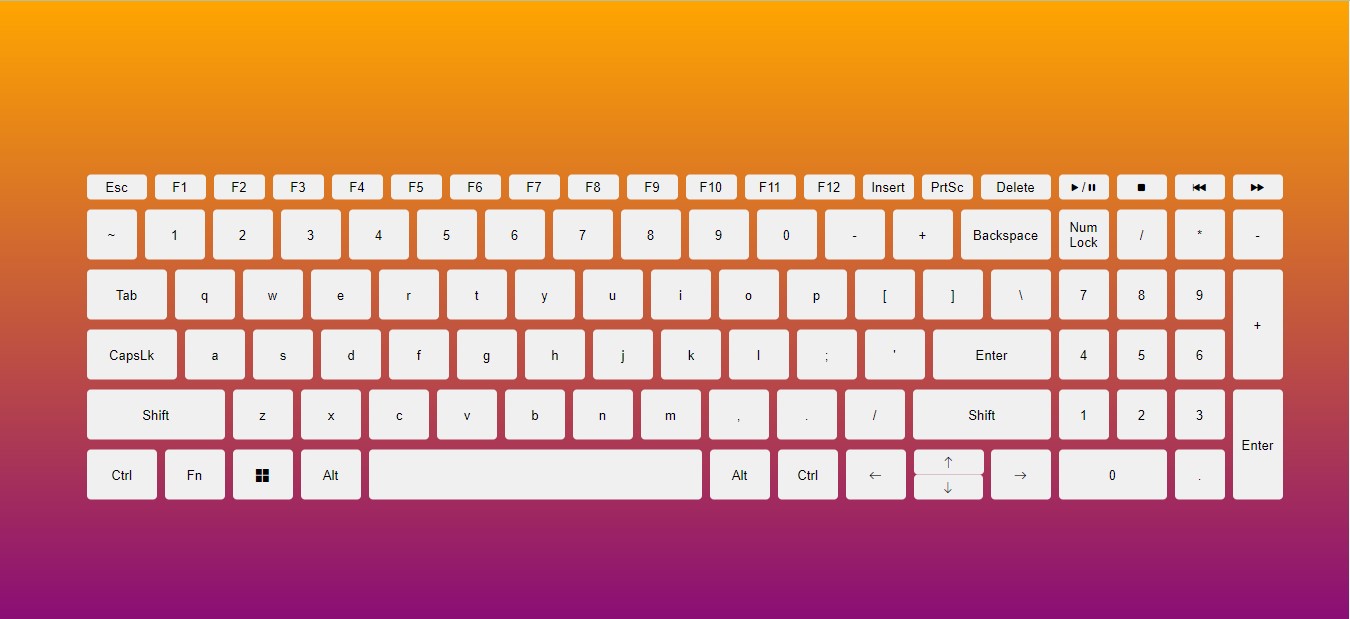 Esc F1 F2 F3 F4 F5 F6 F7 F8 F9 F10 F11 F12 Insert PrtSc Delete ▶/⏸ ⏹ ⏮ ⏩
~ 1 2 3 4 5 6 7 8 9 0 - + Backspace Num Lock / * -
Tab q w e r t y u i o p [ ] \ 7 8 9 +
CapsLk a s d f g h j k l ; ' Enter 4 5 6
Shift z x c v b n m , . / Shift 1 2 3 Enter
Ctrl Fn Alt Alt Ctrl ← ↑ ↓ → 0 .